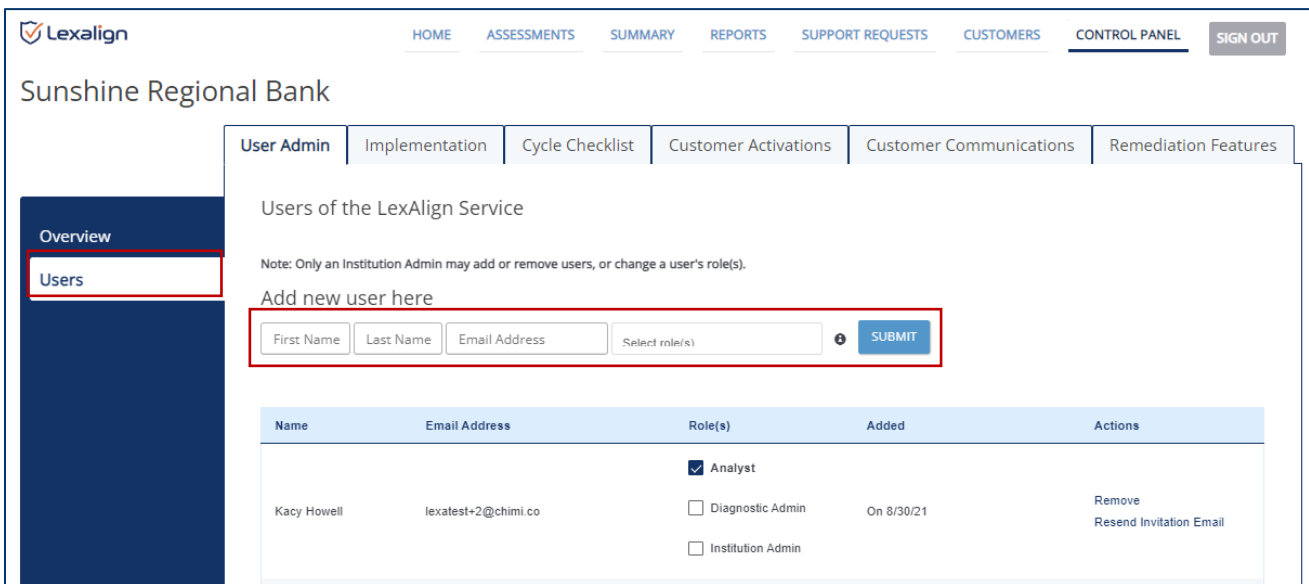 Lexalign
HOME ASSESSMENTS SUMMARY REPORTS SUPPORT REQUESTS CUSTOMERS CONTROL PANEL SIGN OUT
Sunshine Regional Bank
User Admin Implementation Cycle Checklist Customer Activations Customer Communications Remediation Features
Overview
Users
Users of the LexAlign Service
Note: Only an Institution Admin may add or remove users, or change a user's role(s).
Add new user here
First Name Last Name Email Address Select role(s) SUBMIT
Name Email Address Role(s) Added Actions
Analyst
Kacy Howell lexatest+2@chimi.co Diagnostic Admin On 8/30/21 Remove
Resend Invitation Email
Institution Admin